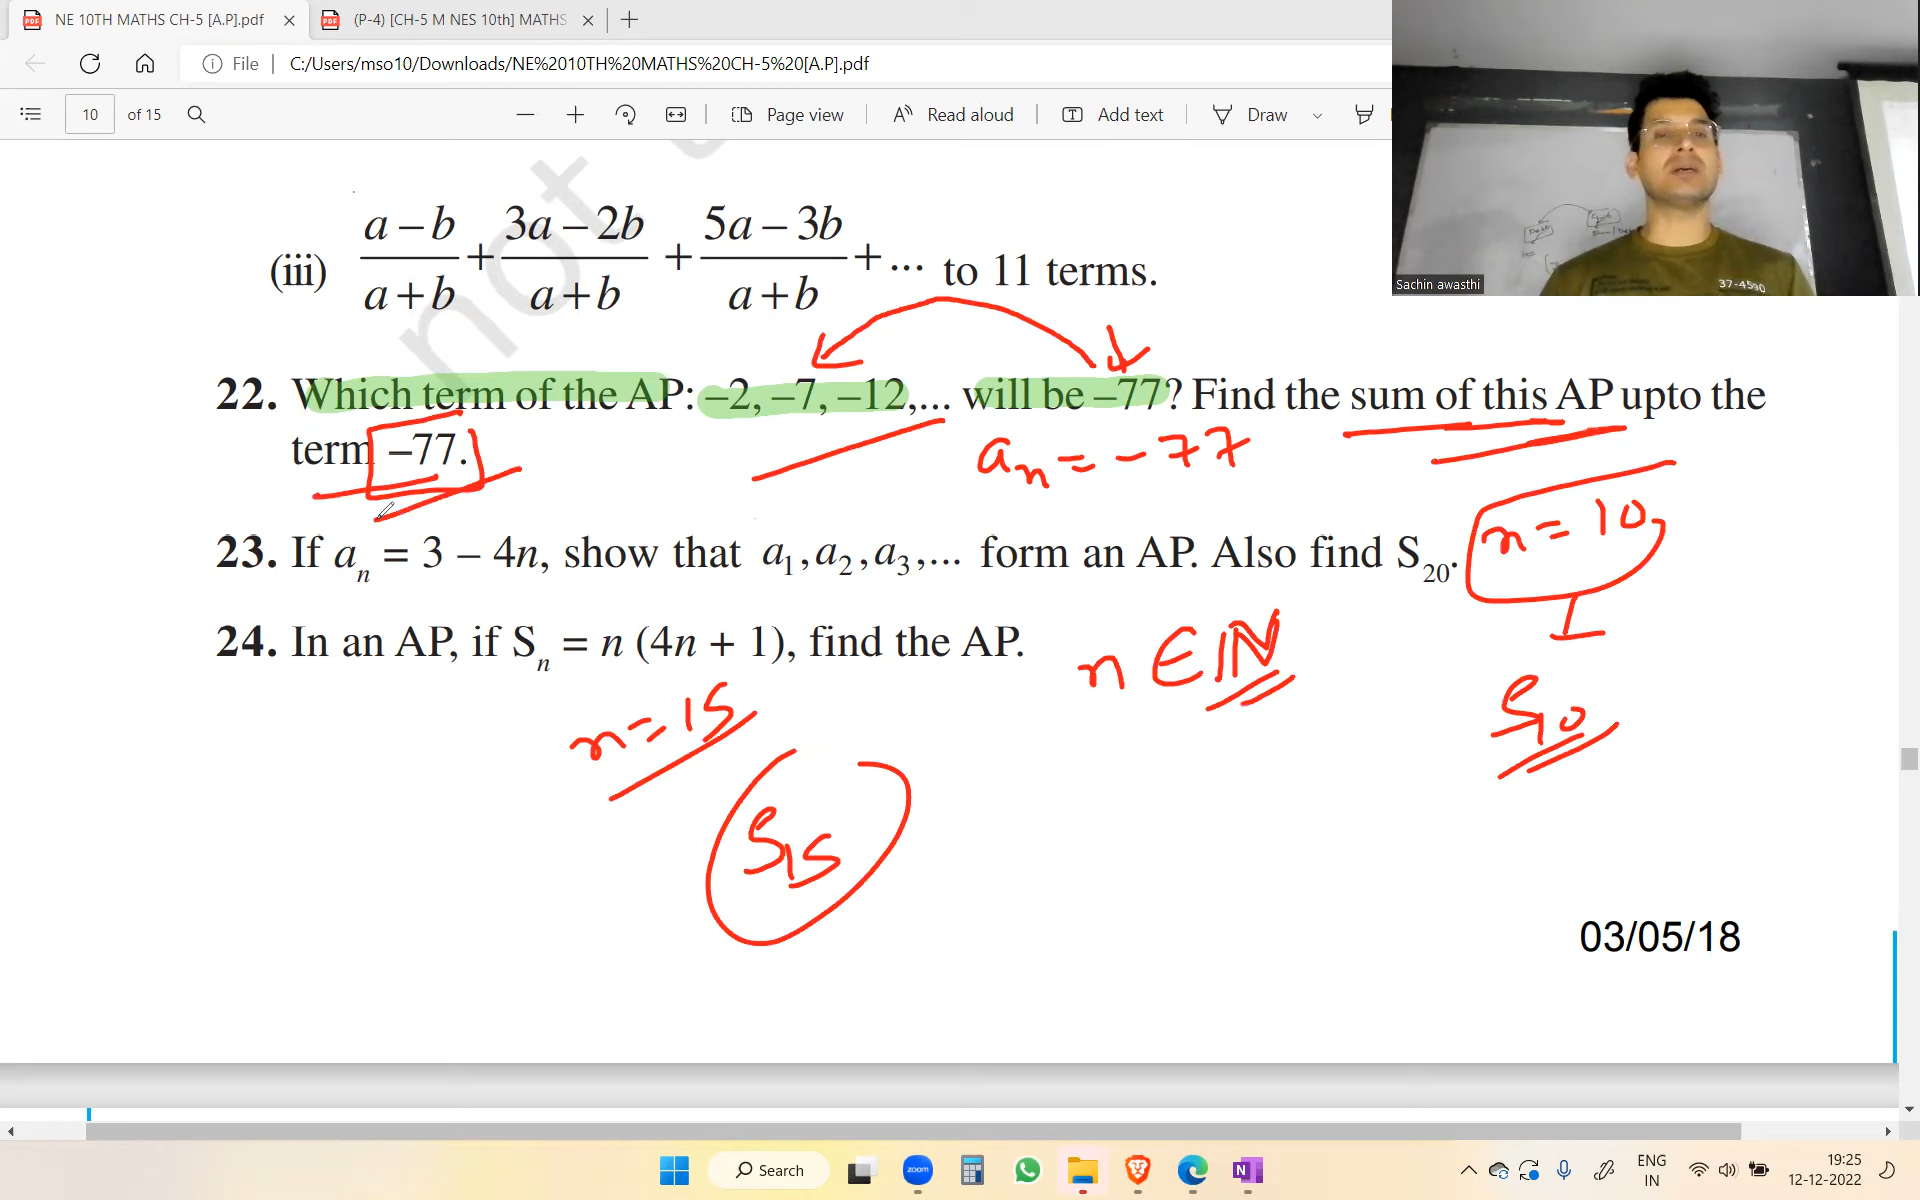 NE 10TH MATHS CH-5 [A.P].pdf
(P-4) [CH-5 M NES 10th] MATHS
File
C:/Users/mso10/Downloads/NE%2010TH%20MATHS%20CH-5%20[A.P].pdf
10 of 15
Page view
Read aloud
Add text
Draw
not
(iii) a – b / a + b + 3a – 2b / a + b + 5a – 3b / a + b + ... to 11 terms.
Sachin awasthi
37-4590
22. Which term of the AP: –2, –7, –12,... will be –77? Find the sum of this AP upto the
term –77.
an = -77
n = 10
23. If an = 3 – 4n, show that a1, a2, a3,... form an AP. Also find S20.
24. In an AP, if Sn = n (4n + 1), find the AP.
n ∈ N
S10
n = 15
S15
03/05/18
Search
zoom
N
ENG
IN
19:25
12-12-2022